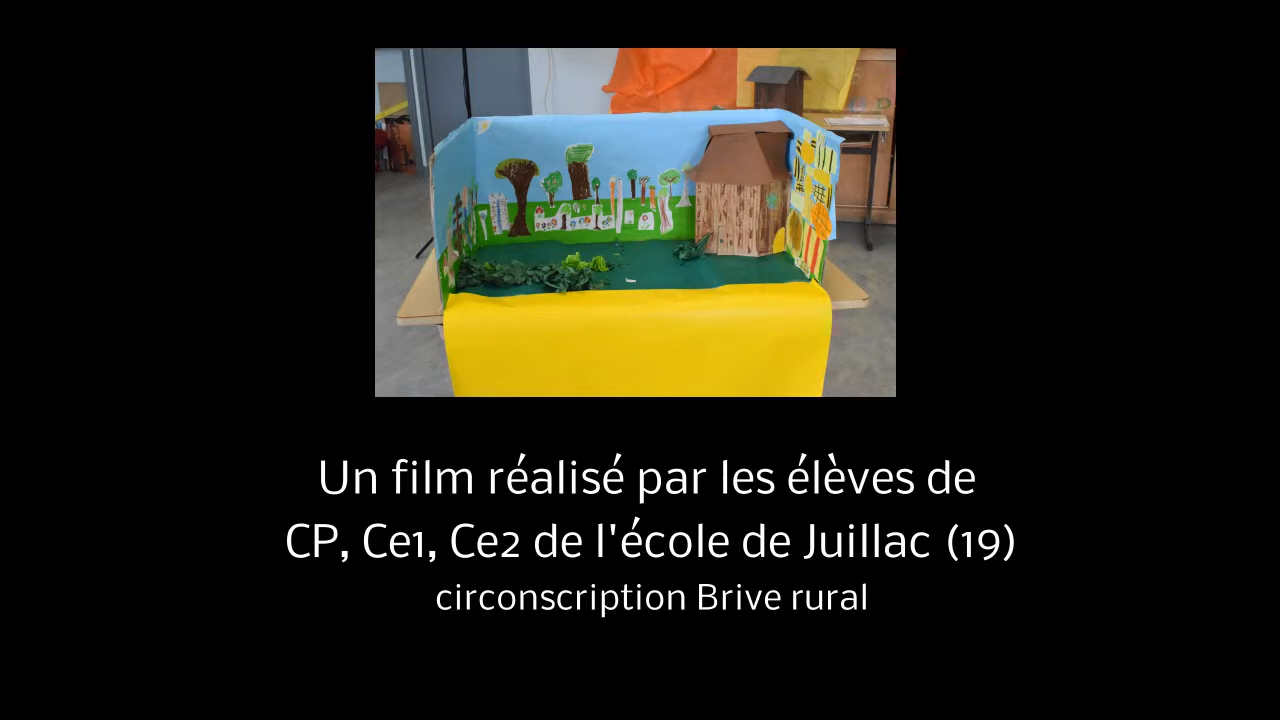 Un film réalisé par les élèves de
CP, Ce1, Ce2 de l'école de Juillac (19)
circonscription Brive rural